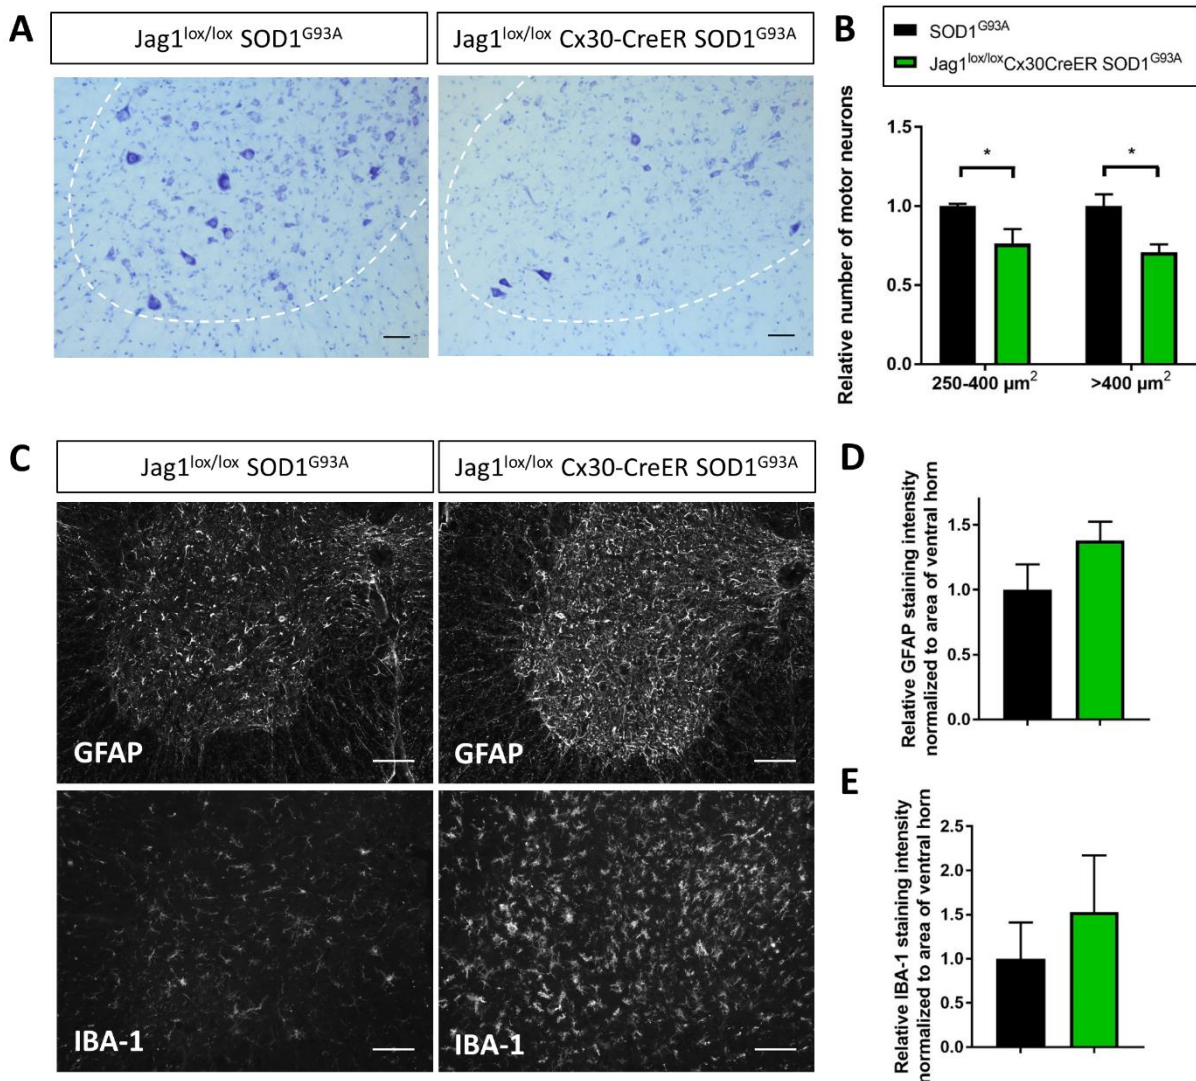 A
Jag1lox/lox SOD1G93A
Jag1lox/lox Cx30-CreER SOD1G93A
B
SOD1G93A
Jag1lox/loxCx30CreER SOD1G93A
Relative number of motor neurons
1.5
1.0
0.5
0.0
*
*
250-400 µm2
>400 µm2
C
Jag1lox/lox SOD1G93A
Jag1lox/lox Cx30-CreER SOD1G93A
GFAP
GFAP
IBA-1
IBA-1
D
Relative GFAP staining intensity
normalized to area of ventral horn
1.5
1.0
0.5
0.0
E
Relative IBA-1 staining intensity
normalized to area of ventral horn
2.5
2.0
1.5
1.0
0.5
0.0